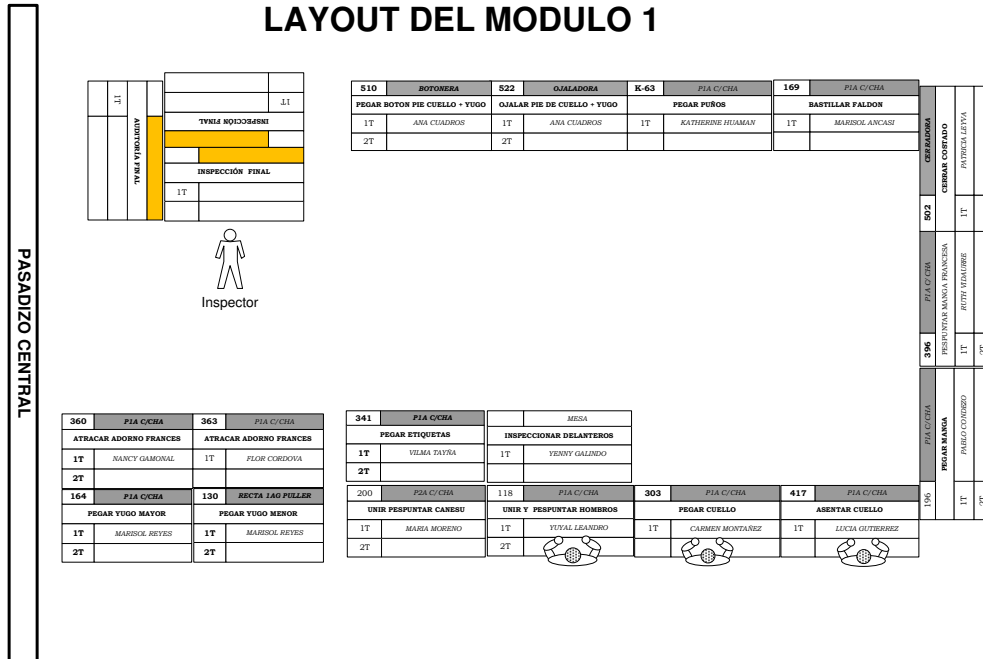 LAYOUT DEL MODULO 1
PASADIZO CENTRAL
1T
AUDITORÍA FINAL
1T
INSPECCIÓN FINAL
INSPECCIÓN FINAL
1T
Inspector
510 BOTONERA 522 OJALADORA K-63 P1A C/CHA 169 P1A C/CHA
PEGAR BOTON PIE CUELLO + YUGO OJALAR PIE DE CUELLO + YUGO PEGAR PUÑOS BASTILLAR FALDON
1T ANA CUADROS 1T ANA CUADROS 1T KATHERINE HUAMAN 1T MARISOL ANCASI
2T 2T
502 CERRADORA
CERRAR COSTADO
1T PATRICIA LEYVA
396 P1A C/ CHA
PESPUNTAR MANGA FRANCESA
1T RUTH VIDAURRE
2T
196 P1A C/CHA
PEGAR MANGA
1T PABLO CONDEZO
2T
360 P1A C/CHA 363 P1A C/CHA
ATRACAR ADORNO FRANCES ATRACAR ADORNO FRANCES
1T NANCY GAMONAL 1T FLOR CORDOVA
2T
164 P1A C/CHA 130 RECTA 1AG PULLER
PEGAR YUGO MAYOR PEGAR YUGO MENOR
1T MARISOL REYES 1T MARISOL REYES
2T 2T
341 P1A C/CHA MESA
PEGAR ETIQUETAS INSPECCIONAR DELANTEROS
1T VILMA TAYÑA 1T YENNY GALINDO
2T
200 P2A C/ CHA 118 P1A C/ CHA 303 P1A C/CHA 417 P1A C/ CHA
UNIR PESPUNTAR CANESU UNIR Y PESPUNTAR HOMBROS PEGAR CUELLO ASENTAR CUELLO
1T MARIA MORENO 1T YUYAL LEANDRO 1T CARMEN MONTAÑEZ 1T LUCIA GUTIERREZ
2T 2T